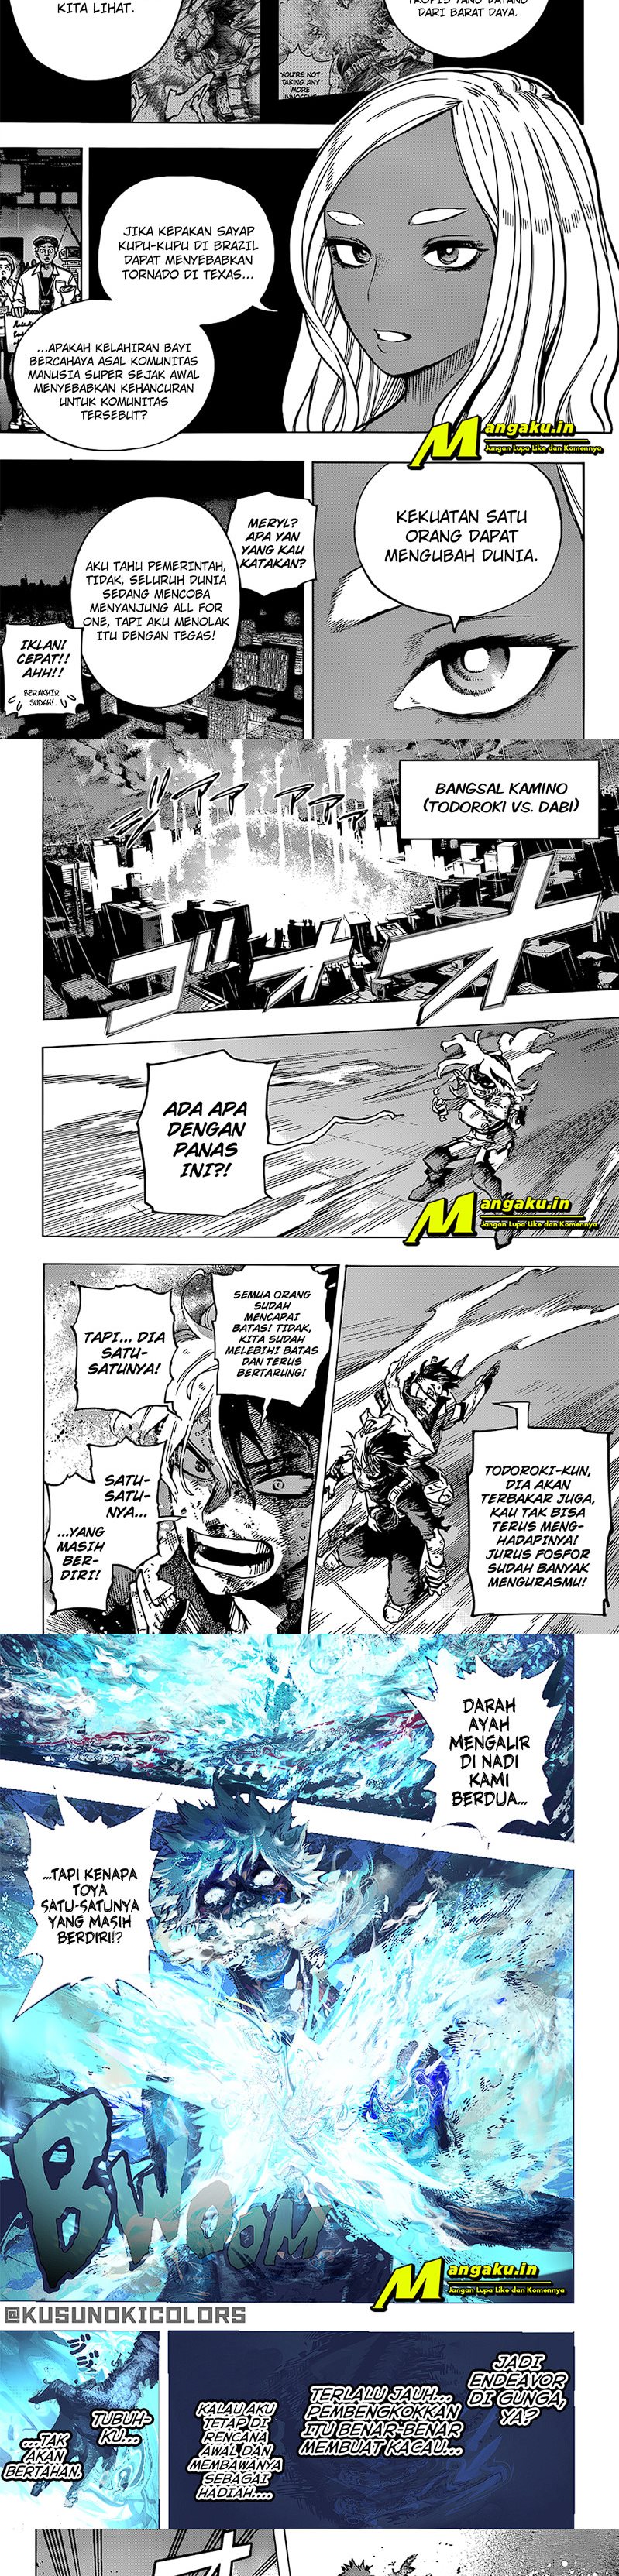 KITA LIHAT.
TROPIS YANG DATANG
DARI BARAT DAYA.
YOU'RE NOT
TAKING ANY
MORE
JIKA KEPAKAN SAYAP
KUPU-KUPU DI BRAZIL
DAPAT MENYEBABKAN
TORNADO DI TEXAS...
...APAKAH KELAHIRAN BAYI
BERCAHAYA ASAL KOMUNITAS
MANUSIA SUPER SEJAK AWAL
MENYEBABKAN KEHANCURAN
UNTUK KOMUNITAS
TERSEBUT?
Mangaku.in
Jangan Lupa Like dan Komennya
KEKUATAN SATU
ORANG DAPAT
MENGUBAH DUNIA.
MERYL?
APA YAN
YANG KAU
KATAKAN?
AKU TAHU PEMERINTAH,
TIDAK, SELURUH DUNIA
SEDANG MENCOBA
MENYANJUNG ALL FOR
ONE, TAPI AKU MENOLAK
ITU DENGAN TEGAS!
IKLAN!
CEPAT!!
AHH!!
BERAKHIR
SUDAH!
BANGSAL KAMINO
(TODOROKI VS. DABI)
ゴオオ
ADA APA
DENGAN
PANAS
INI?!
Mangaku.in
Jangan Lupa Like dan Komennya
TODOROKI-KUN,
DIA AKAN
TERBAKAR JUGA,
KAU TAK BISA
TERUS MENG-
HADAPINYA!
JURUS FOSFOR
SUDAH BANYAK
MENGURASMU!
SEMUA ORANG
SUDAH
MENCAPAI
BATAS! TIDAK,
KITA SUDAH
MELEBIHI BATAS
DAN TERUS
BERTARUNG!
TAPI... DIA
SATU-
SATUNYA!
SATU-
SATU-
NYA...
...YANG
MASIH
BER-
DIRI!
DARAH
AYAH
MENGALIR
DI NADI
KAMI
BERDUA...
...TAPI KENAPA
TOYA
SATU-SATUNYA
YANG MASIH
BERDIRI!?
BWOOM
Mangaku.in
Jangan Lupa Like dan Komennya
@KUSUNOKICOLORS
JADI
ENDEAVOR
DI GUNGA,
YA?
TERLALU JAUH...
PEMBENGKOKKAN
ITU BENAR-BENAR
MEMBUAT KACAU...
KALAU AKU
TETAP DI
RENCANA
AWAL DAN
MEMBAWANYA
SEBAGAI
HADIAH....
TUBUH-
KU...
...TAK
AKAN
BERTAHAN.